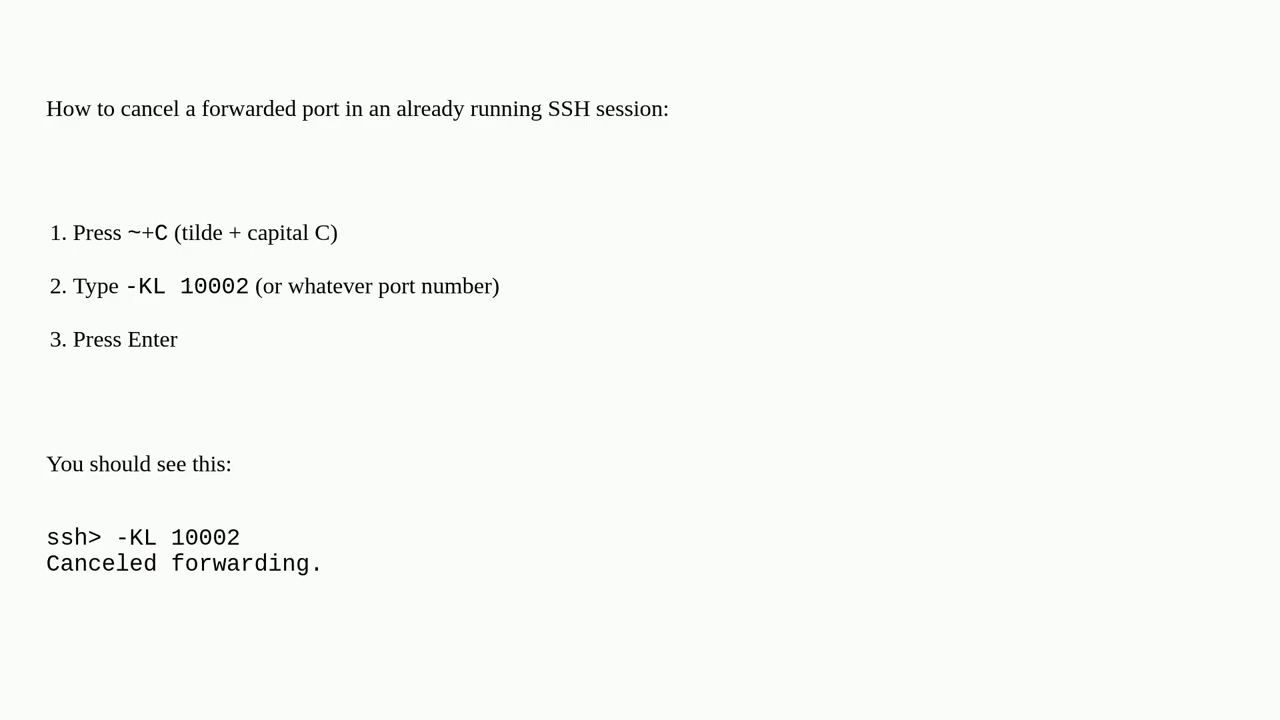 How to cancel a forwarded port in an already running SSH session:
1. Press ~+C (tilde + capital C)
2. Type -KL 10002 (or whatever port number)
3. Press Enter
You should see this:
ssh> -KL 10002
Canceled forwarding.